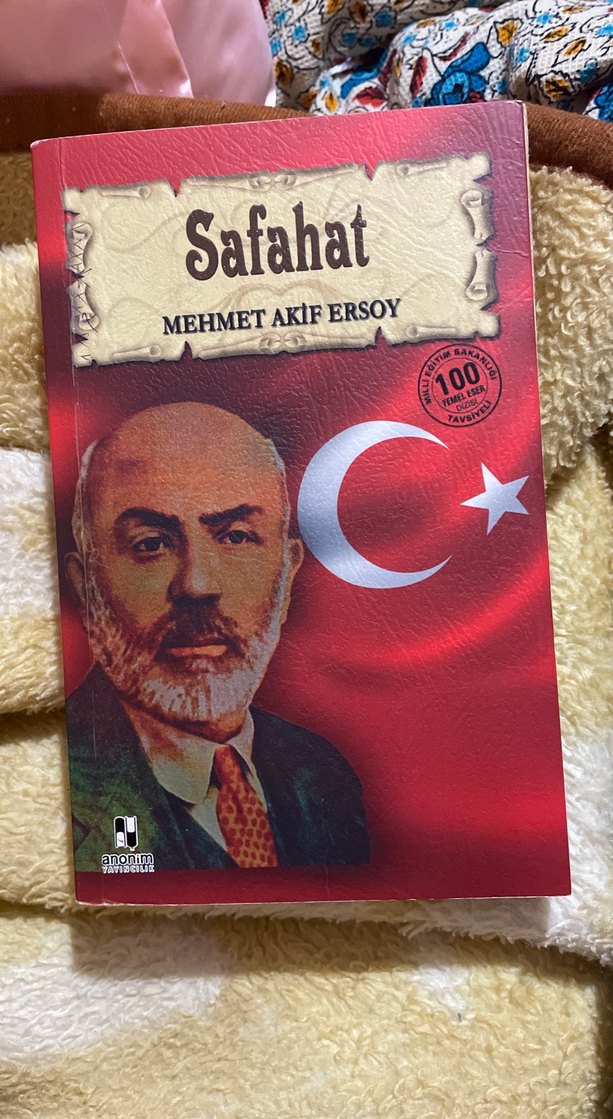 Safahat
MEHMET AKİF ERSOY
MİLLİ EĞİTİM BAKANLIĞI
100
TEMEL ESER
DİZİSİ
TAVSİYELİ
anonim
YAYINCILIK